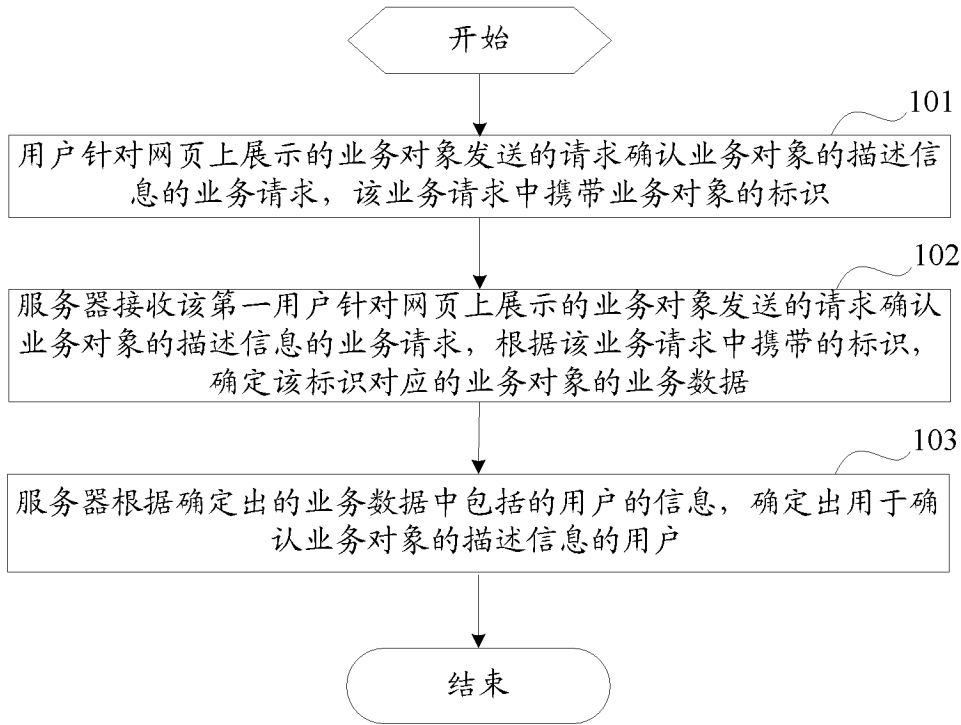 开始
101
用户针对网页上展示的业务对象发送的请求确认业务对象的描述信
息的业务请求，该业务请求中携带业务对象的标识
102
服务器接收该第一用户针对网页上展示的业务对象发送的请求确认
业务对象的描述信息的业务请求，根据该业务请求中携带的标识，
确定该标识对应的业务对象的业务数据
103
服务器根据确定出的业务数据中包括的用户的信息，确定出用于确
认业务对象的描述信息的用户
结束